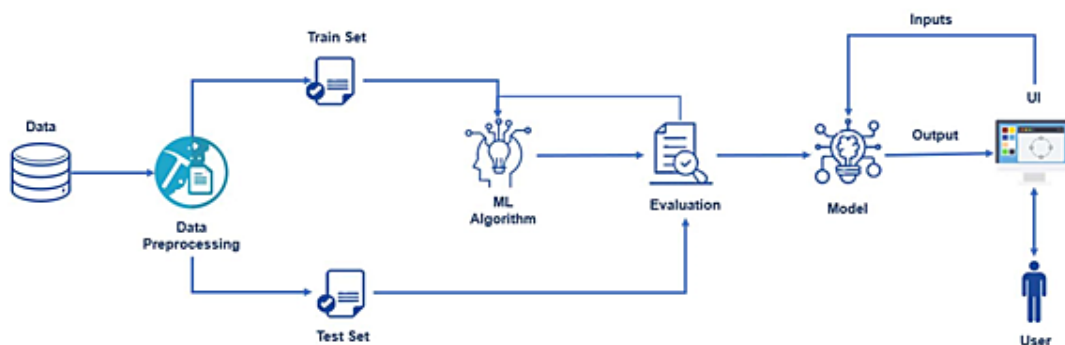 Inputs
Train Set
UI
Data
Output
ML
Algorithm
Evaluation
Model
Data
Preprocessing
Test Set
User